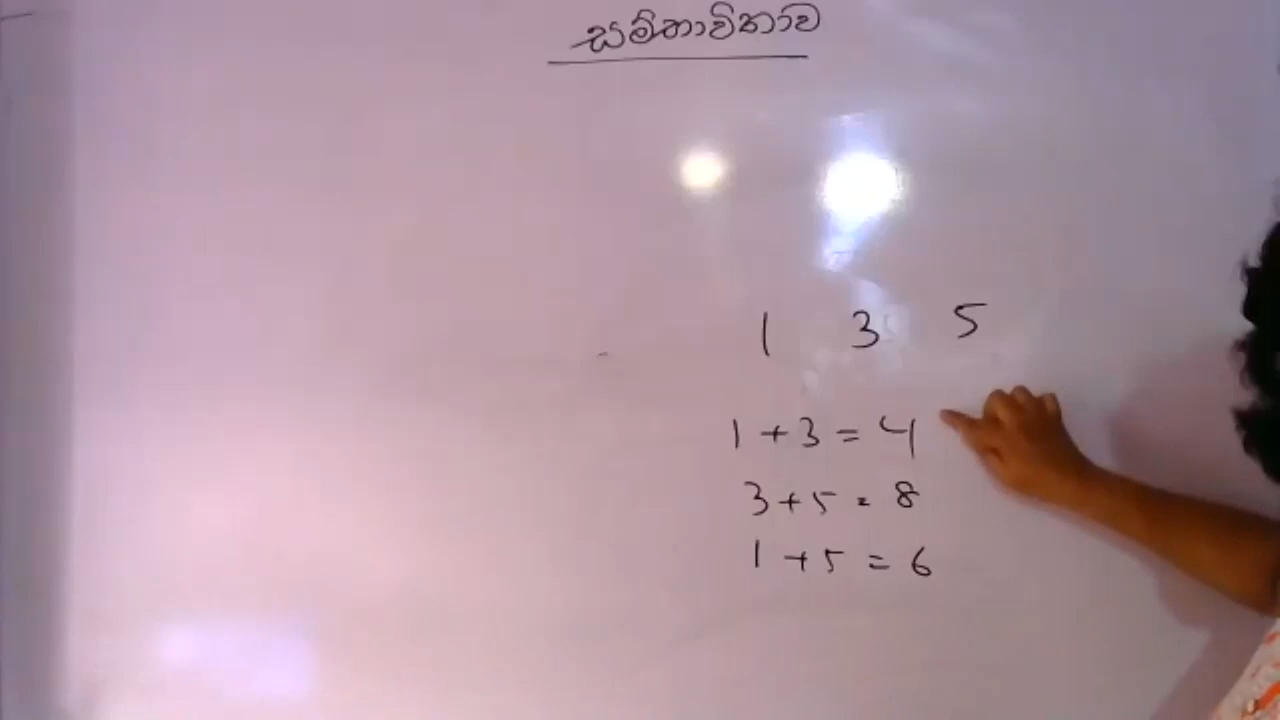 සම්භාවිතාව
1 3 5
1 + 3 = 4
3 + 5 = 8
1 + 5 = 6